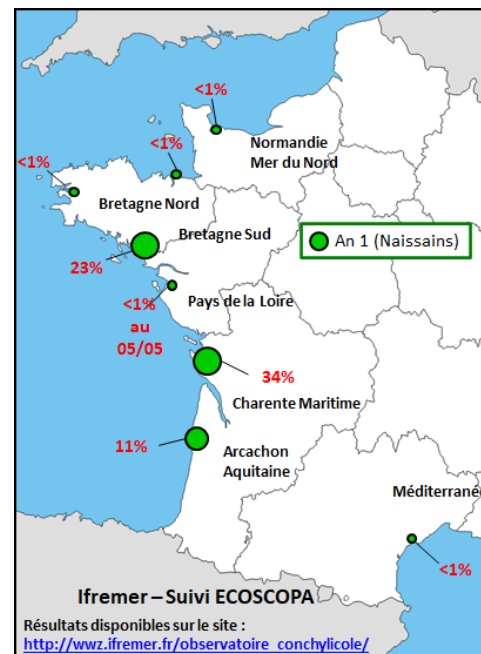 <1%
Normandie
Mer du Nord
<1%
<1%
Bretagne Nord
Bretagne Sud
An 1 (Naissains)
23%
<1%
au
05/05
Pays de la Loire
34%
Charente Maritime
11%
Arcachon
Aquitaine
Méditerranée
<1%
Ifremer – Suivi ECOSCOPA
Résultats disponibles sur le site :
http://wwz.ifremer.fr/observatoire_conchylicole/